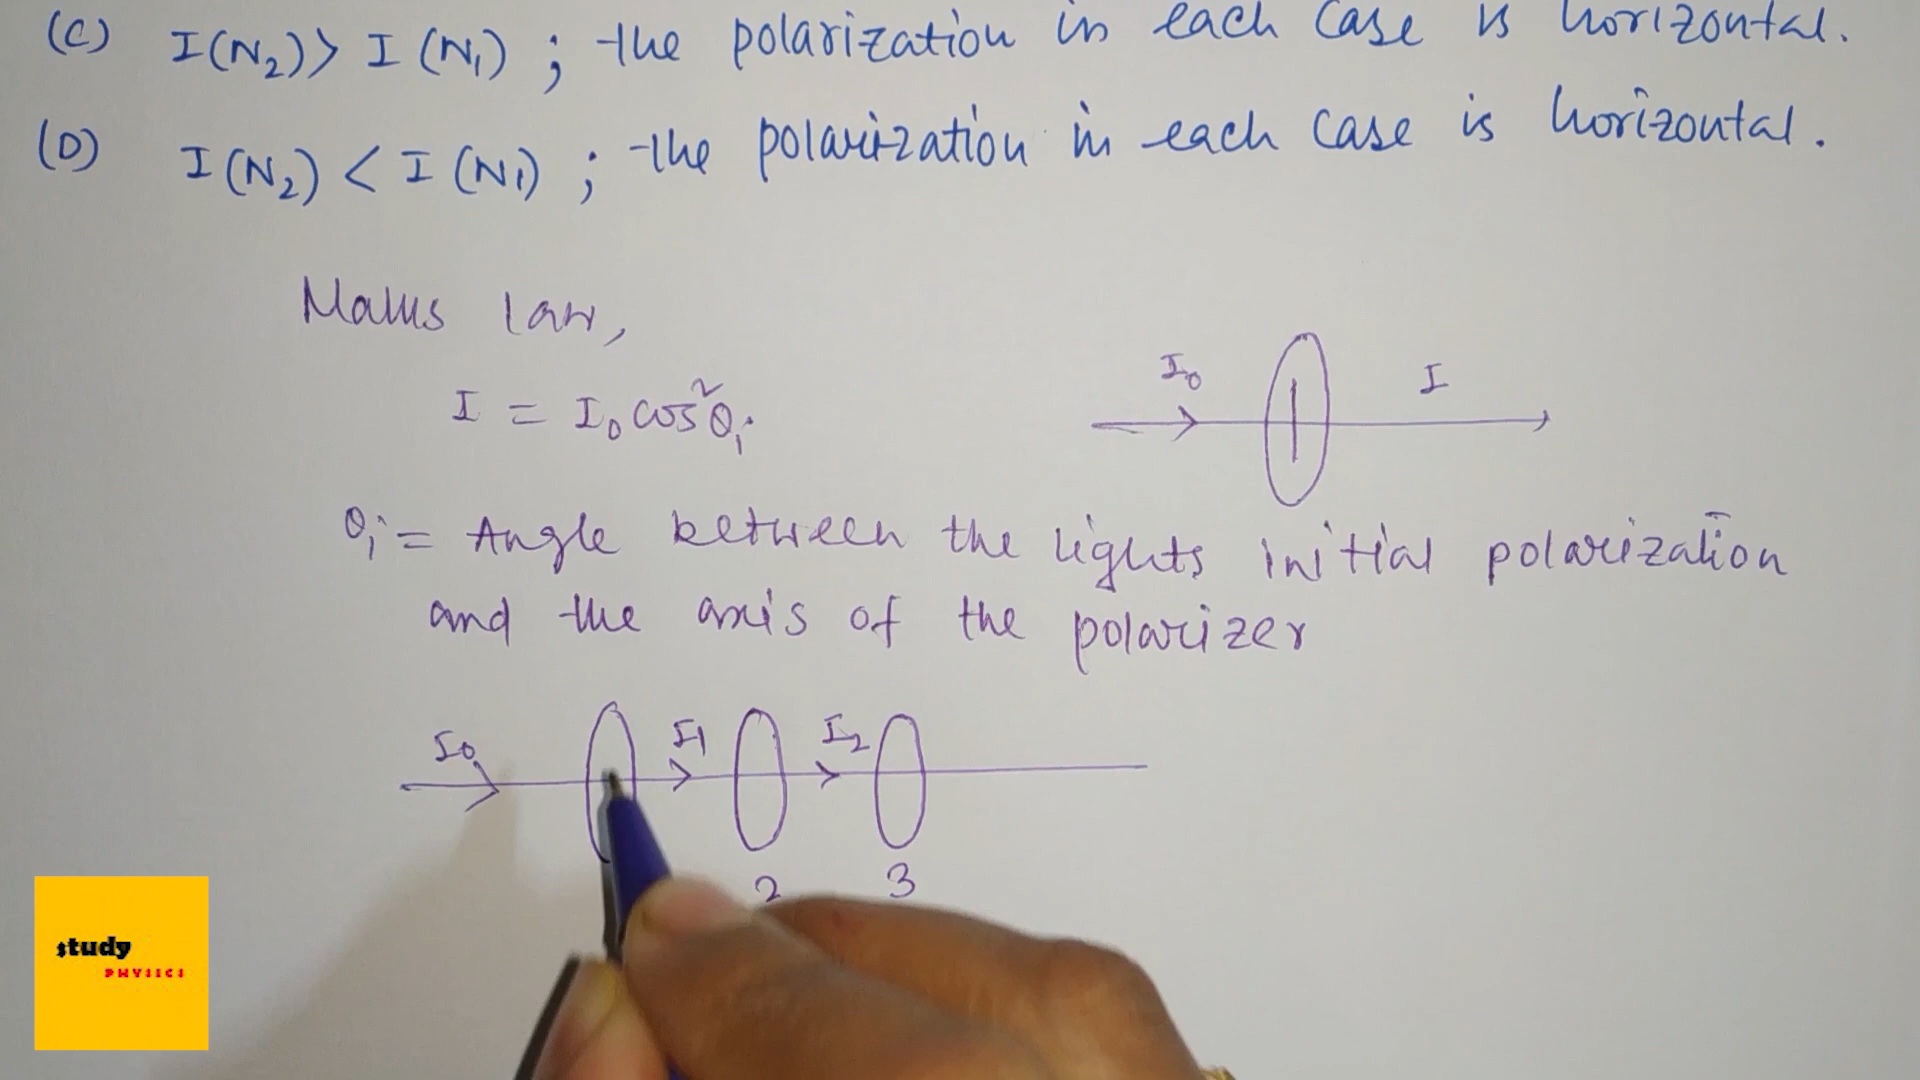 (C) I(N₂) > I(N₁) ; the polarization in each case is horizontal.
(D) I(N₂) < I(N₁) ; the polarization in each case is horizontal.
Malus law,
I = I₀ cos²θᵢ
I₀ I
θᵢ = Angle between the lights initial polarization
and the axis of the polarizer
I₀ I₁ I₂
2 3
study
PHYSICS